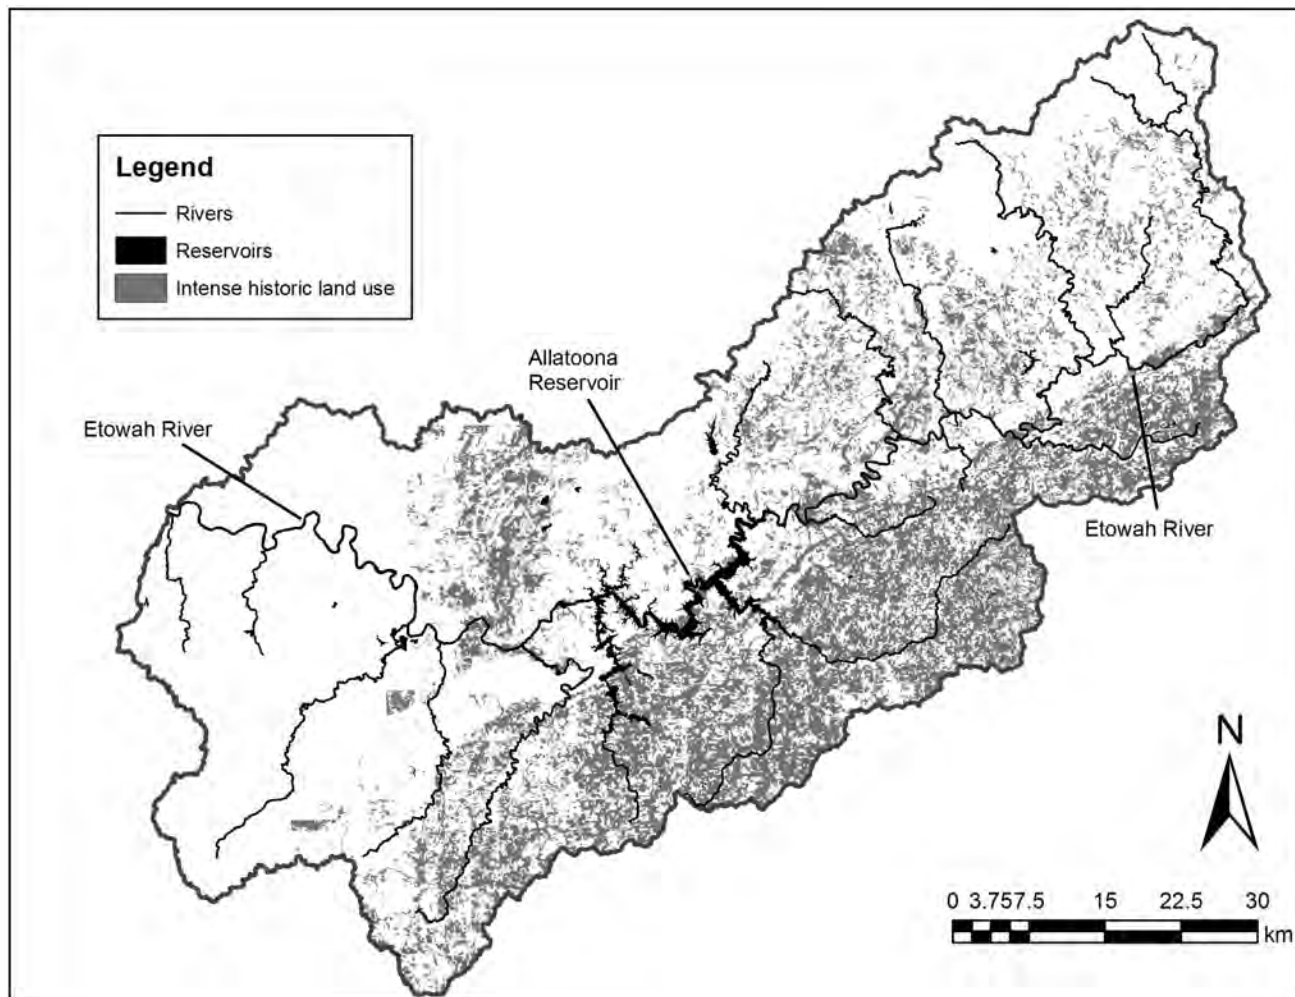 Legend
Rivers
Reservoirs
Intense historic land use
Allatoona
Reservoir
Etowah River
Etowah River
N
0 3.757.5 15 22.5 30
km